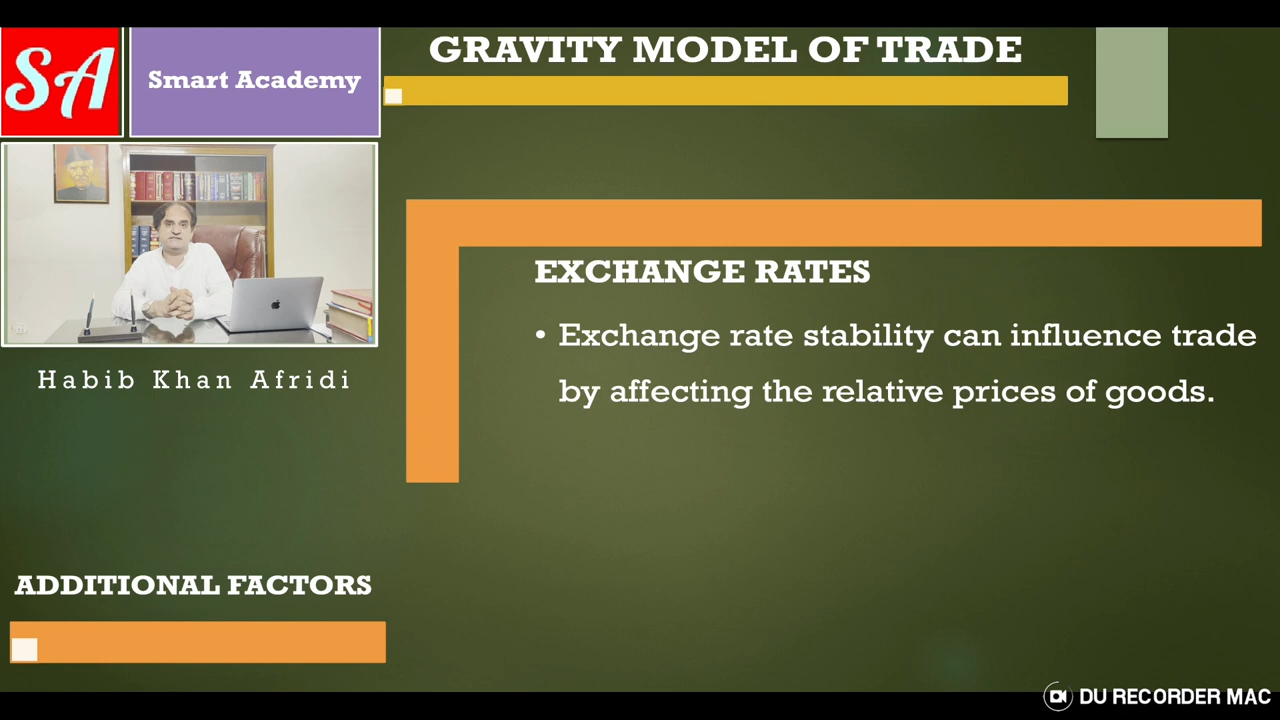 SA
Smart Academy
GRAVITY MODEL OF TRADE
Habib Khan Afridi
EXCHANGE RATES
• Exchange rate stability can influence trade
by affecting the relative prices of goods.
ADDITIONAL FACTORS
DU RECORDER MAC